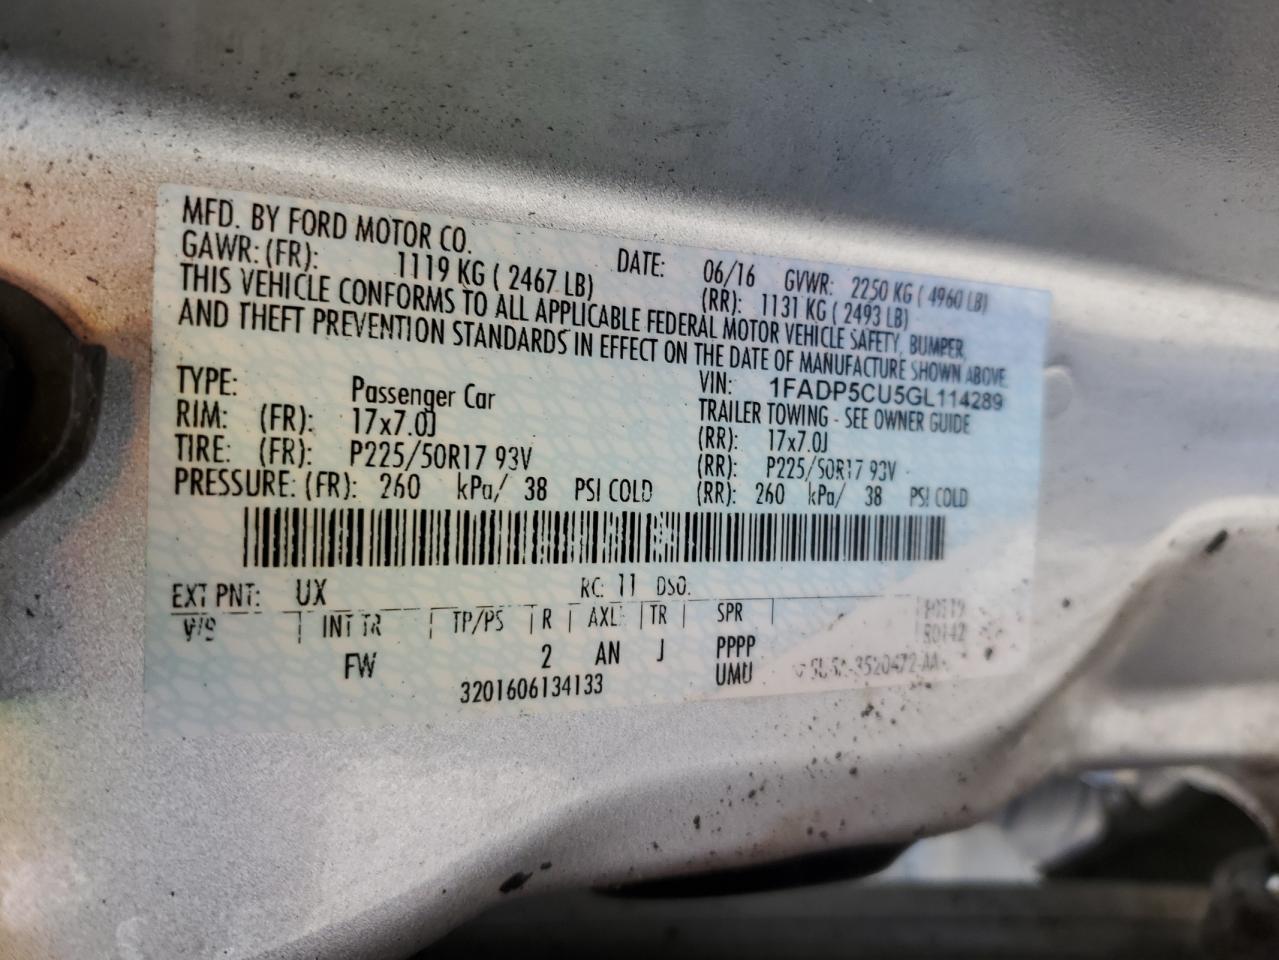 MFD. BY FORD MOTOR CO.
DATE: 06/16 GVWR: 2250 KG ( 4960 LB)
GAWR: (FR): 1119 KG ( 2467 LB) (RR): 1131 KG ( 2493 LB)
THIS VEHICLE CONFORMS TO ALL APPLICABLE FEDERAL MOTOR VEHICLE SAFETY, BUMPER,
AND THEFT PREVENTION STANDARDS IN EFFECT ON THE DATE OF MANUFACTURE SHOWN ABOVE.
VIN: 1FADP5CU5GL114289
TYPE: Passenger Car TRAILER TOWING - SEE OWNER GUIDE
RIM: (FR): 17x7.0J (RR): 17x7.0J
TIRE: (FR): P225/50R17 93V (RR): P225/50R17 93V
PRESSURE: (FR): 260 kPa/ 38 PSI COLD (RR): 260 kPa/ 38 PSI COLD
EXT PNT: UX RC: 11 DSO:
INT TR TP/PS R AXL TR SPR
FW 2 AN J PPPP
3201606134133 UMU